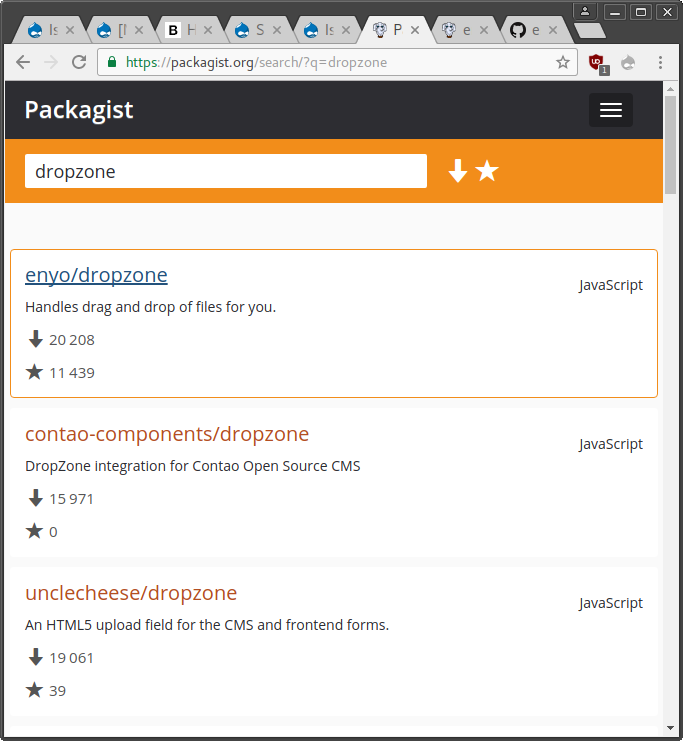 Is
[M
B
H
S
Is
P
e
e
https://packagist.org/search/?q=dropzone
1
Packagist
dropzone
enyo/dropzone
JavaScript
Handles drag and drop of files for you.
20 208
11 439
contao-components/dropzone
JavaScript
DropZone integration for Contao Open Source CMS
15 971
0
unclecheese/dropzone
JavaScript
An HTML5 upload field for the CMS and frontend forms.
19 061
39